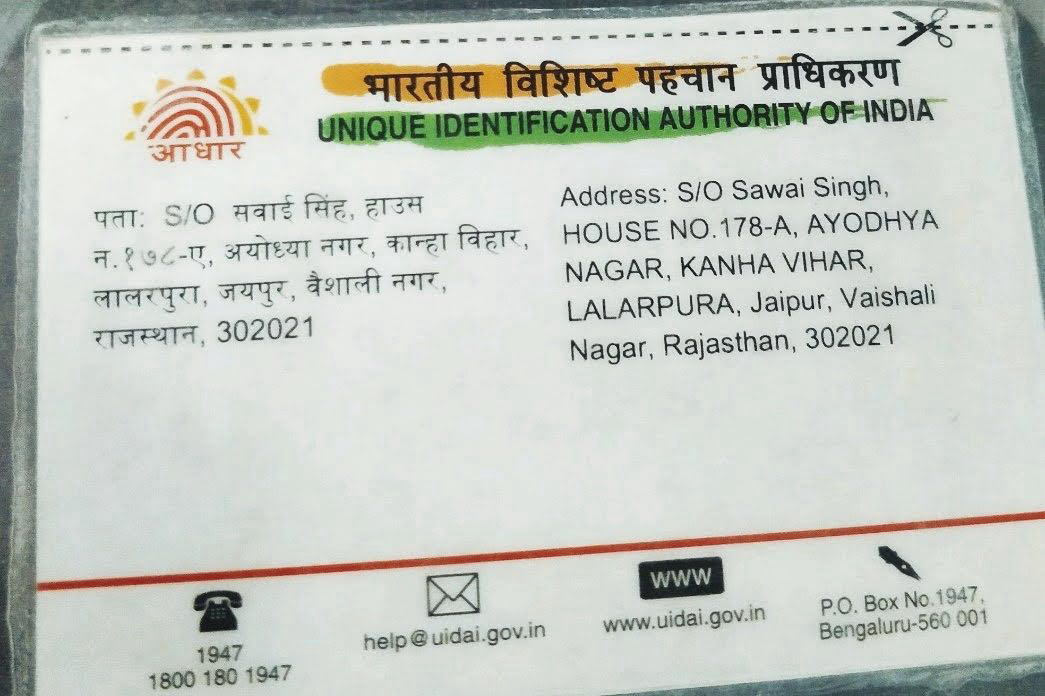 भारतीय विशिष्ट पहचान प्राधिकरण
UNIQUE IDENTIFICATION AUTHORITY OF INDIA
आधार
पता: S/O सवाई सिंह, हाउस
न.१७८-ए, अयोध्या नगर, कान्हा विहार,
लालरपुरा, जयपुर, वैशाली नगर,
राजस्थान, 302021
Address: S/O Sawai Singh,
HOUSE NO.178-A, AYODHYA
NAGAR, KANHA VIHAR,
LALARPURA, Jaipur, Vaishali
Nagar, Rajasthan, 302021
1947
1800 180 1947
help@uidai.gov.in
WWW
www.uidai.gov.in
P.O. Box No.1947,
Bengaluru-560 001